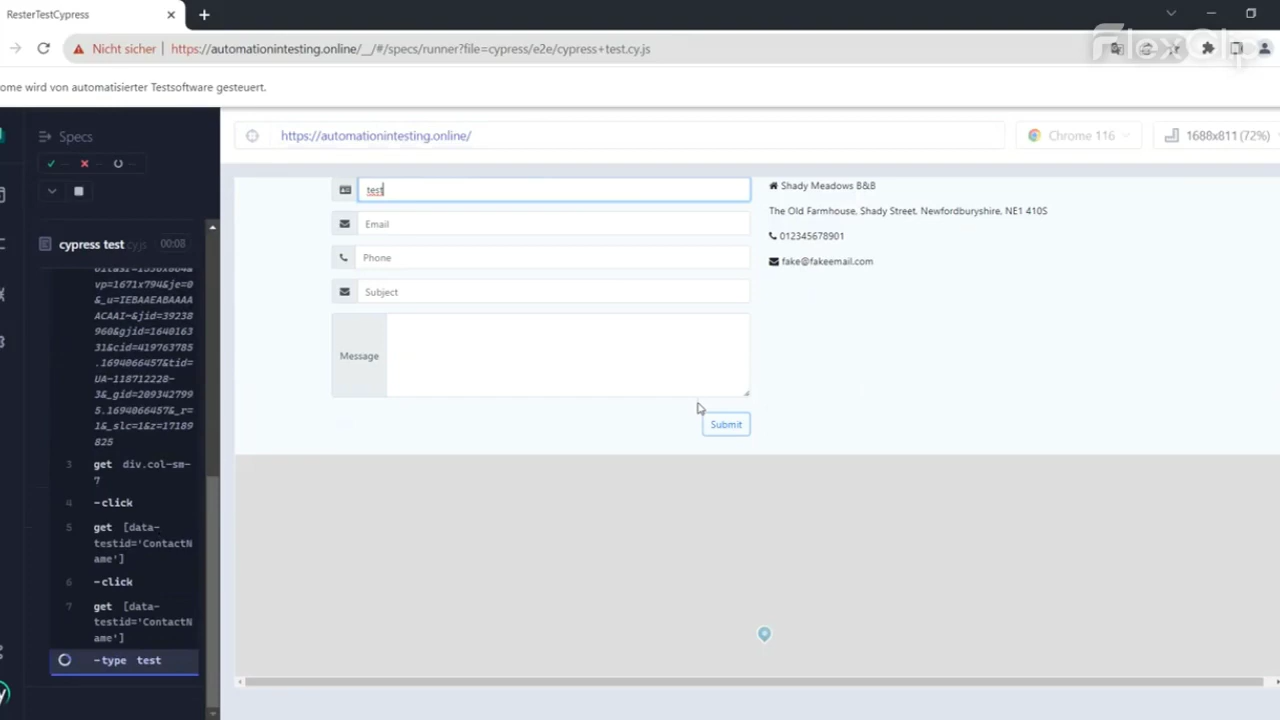 ResterTestCypress
Nicht sicher
https://automationintesting.online/__/#/specs/runner?file=cypress/e2e/cypress+test.cy.js
FlexClip
ome wird von automatisierter Testsoftware gesteuert.
Specs
https://automationintesting.online/
Chrome 116
1688x811 (72%)
--
--
--
cypress test cy.js 00:08
vp=1671x794&je=0
&_u=IEBAAEABAAAA
ACAAI~&jid=39238
960&gjid=1640163
31&cid=419763785
.1694066457&tid=
UA-118712228-
3&_gid=209342799
5.1694066457&_r=
1&_slc=1&z=17189
825
3 get div.col-sm-
7
4 -click
5 get [data-
testid='ContactN
ame']
6 -click
7 get [data-
testid='ContactN
ame']
-type test
test
Email
Phone
Subject
Message
Submit
Shady Meadows B&B
The Old Farmhouse, Shady Street, Newfordburyshire, NE1 410S
012345678901
fake@fakeemail.com